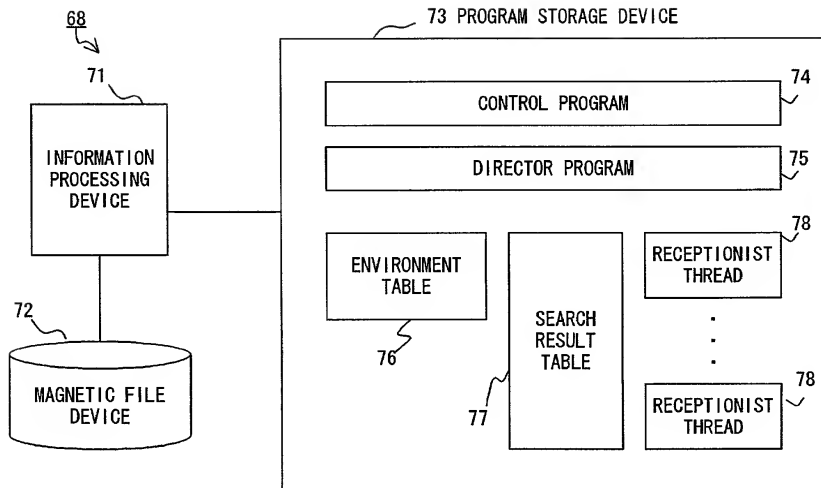 68
73 PROGRAM STORAGE DEVICE
71
INFORMATION
PROCESSING
DEVICE
72
MAGNETIC FILE
DEVICE
CONTROL PROGRAM
74
DIRECTOR PROGRAM
75
ENVIRONMENT
TABLE
76
SEARCH
RESULT
TABLE
77
78
RECEPTIONIST
THREAD
78
RECEPTIONIST
THREAD